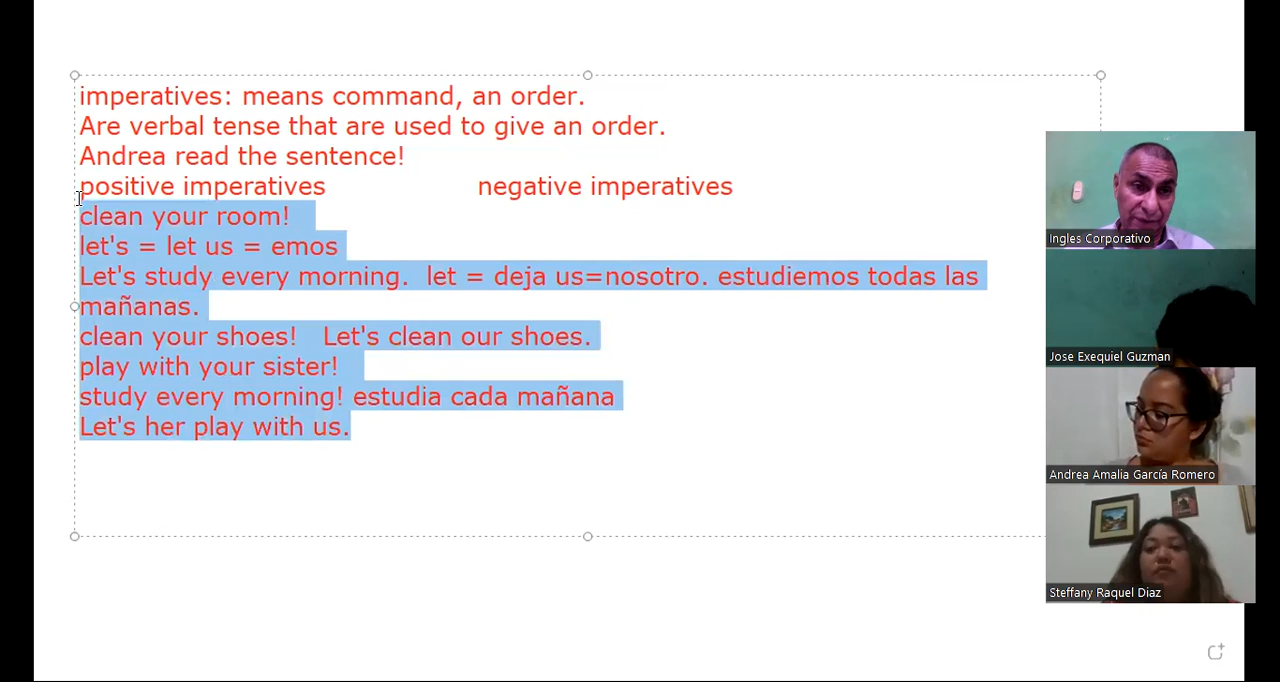 imperatives: means command, an order.
Are verbal tense that are used to give an order.
Andrea read the sentence!
positive imperatives negative imperatives
clean your room!
let's = let us = emos
Let's study every morning. let = deja us=nosotro. estudiemos todas las
mañanas.
clean your shoes! Let's clean our shoes.
play with your sister!
study every morning! estudia cada mañana
Let's her play with us.
Ingles Corporativo
Jose Exequiel Guzman
Andrea Amalia García Romero
Steffany Raquel Diaz